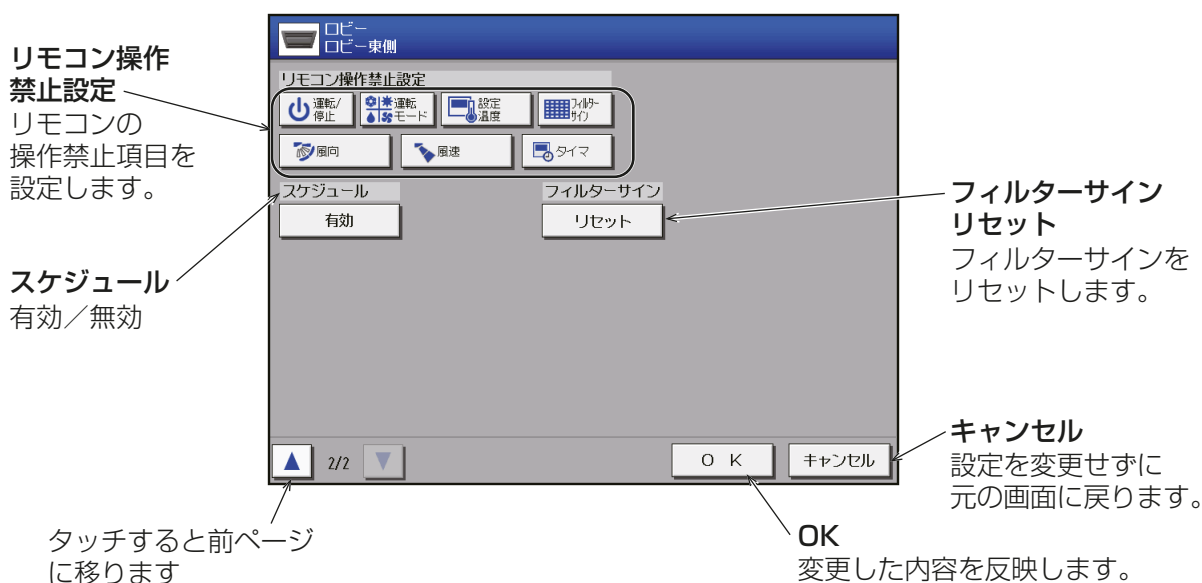 ロビー
ロビー東側
リモコン操作
禁止設定
リモコンの
操作禁止項目を
設定します。
リモコン操作禁止設定
運転/
停止
運転
モード
設定
温度
フィルター
サイン
風向
風速
タイマ
スケジュール
有効
フィルターサイン
リセット
スケジュール
有効／無効
フィルターサイン
リセット
フィルターサインを
リセットします。
2/2
OK
キャンセル
キャンセル
設定を変更せずに
元の画面に戻ります。
タッチすると前ページ
に移ります
OK
変更した内容を反映します。